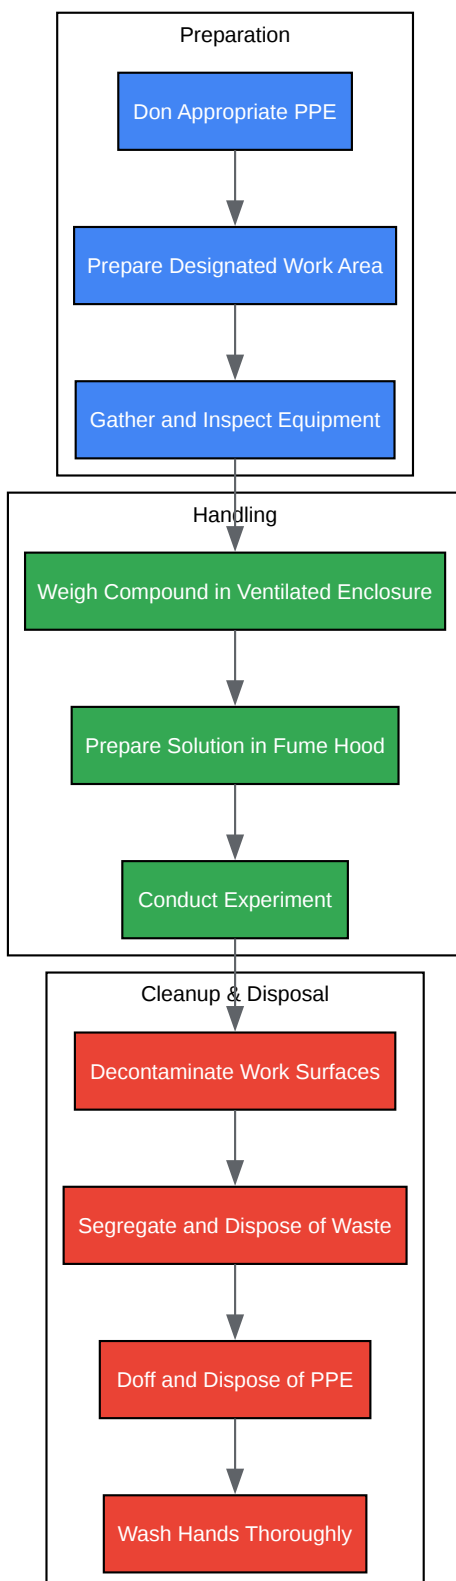 Preparation
Don Appropriate PPE
Prepare Designated Work Area
Gather and Inspect Equipment
Handling
Weigh Compound in Ventilated Enclosure
Prepare Solution in Fume Hood
Conduct Experiment
Cleanup & Disposal
Decontaminate Work Surfaces
Segregate and Dispose of Waste
Doff and Dispose of PPE
Wash Hands Thoroughly